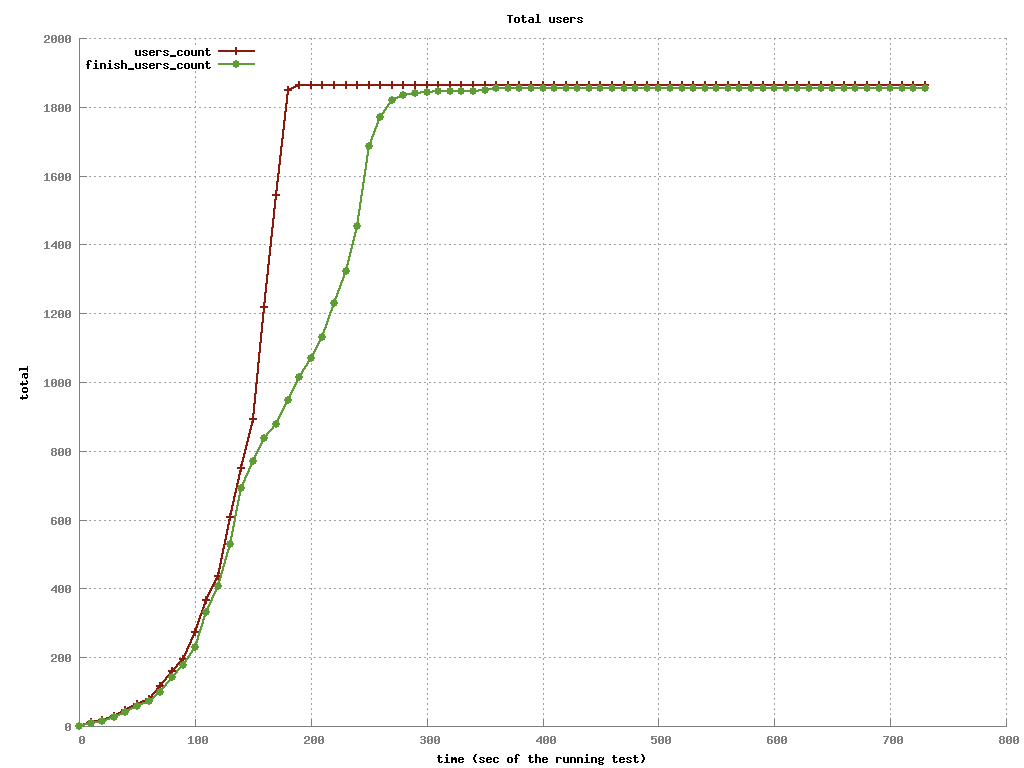 Total users
users_count
finish_users_count
2000
1800
1600
1400
1200
1000
800
600
400
200
0
total
0 100 200 300 400 500 600 700 800
time (sec of the running test)